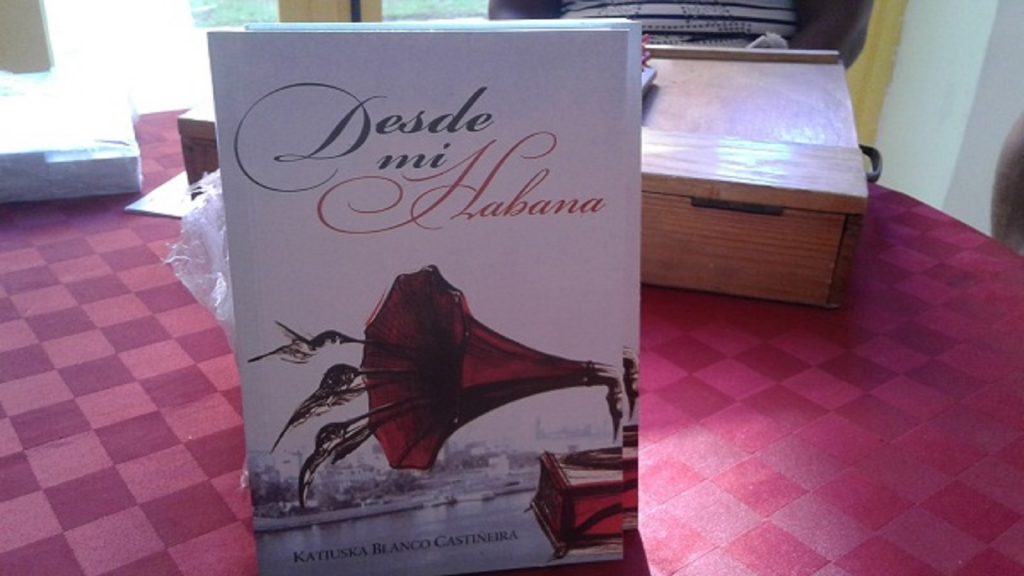 Desde
mi
Habana
KATIUSKA BLANCO CASTIÑEIRA